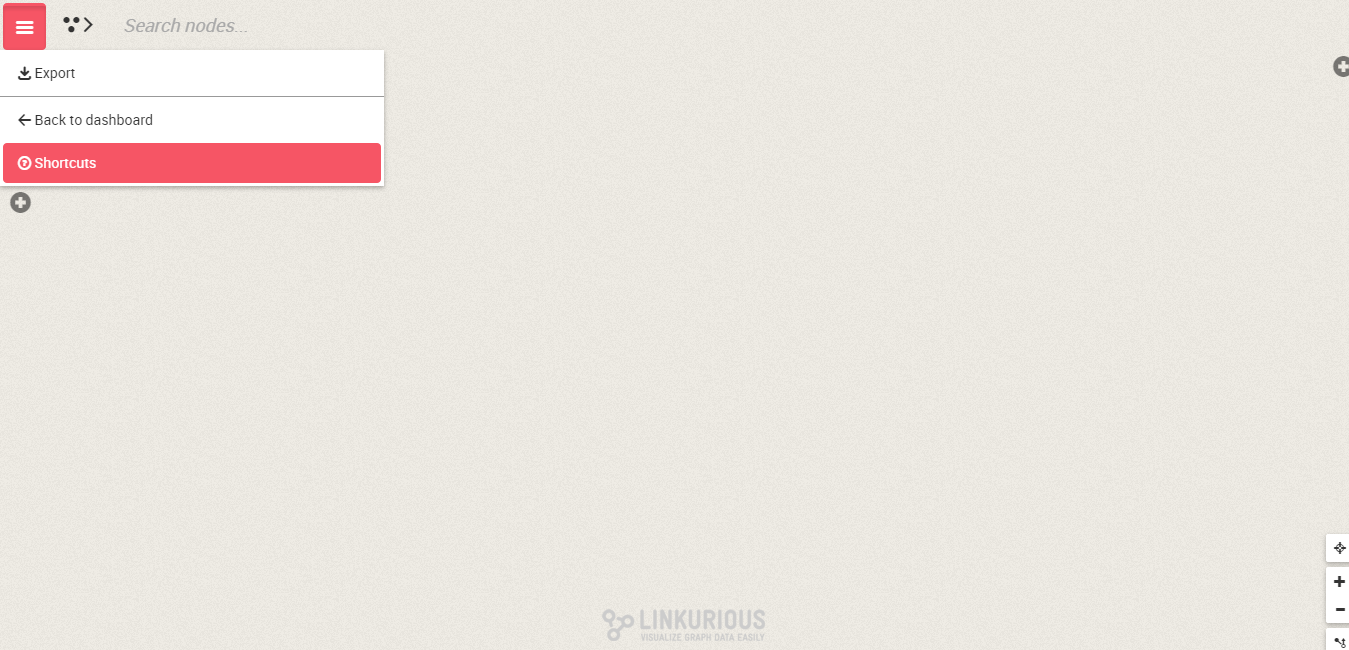 Search nodes...
Export
Back to dashboard
Shortcuts
LINKURIOUS
VISUALIZE GRAPH DATA EASILY